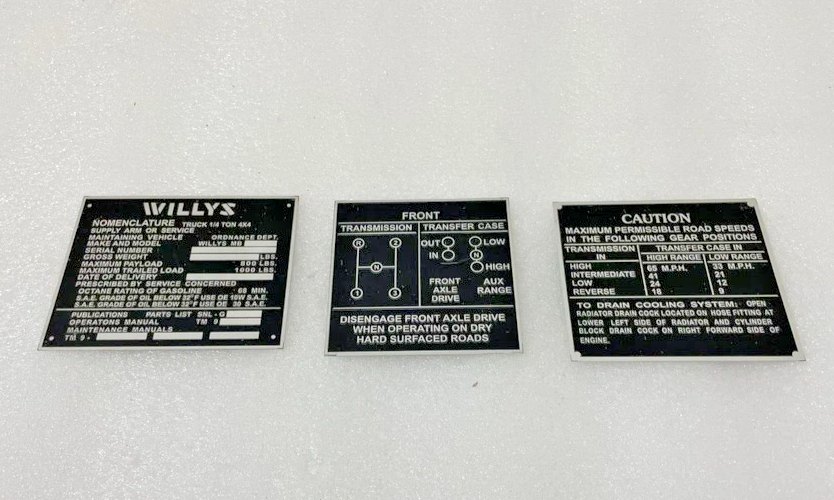 WILLYS
NOMENCLATURE TRUCK 1/4 TON 4X4
SUPPLY ARM OR SERVICE
MAINTAINING VEHICLE ORDNANCE DEPT.
MAKE AND MODEL WILLYS MB
SERIAL NUMBER
GROSS WEIGHT LBS.
MAXIMUM PAYLOAD 800 LBS.
MAXIMUM TRAILED LOAD 1000 LBS.
DATE OF DELIVERY
PRESCRIBED BY SERVICE CONCERNED
OCTANE RATING OF GASOLINE - 68 MIN.
S.A.E. GRADE OF OIL BELOW 32°F USE OE 10W S.A.E.
S.A.E. GRADE OF OIL BELOW 32°F USE OF 30 S.A.E.
PUBLICATIONS PARTS LIST SNL - G
OPERATONS MANUAL TM 9
MAINTENANCE MANUALS
TM 9 -
FRONT
TRANSMISSION TRANSFER CASE
R 2 OUT LOW
N IN N
HIGH
1 3 FRONT AXLE DRIVE AUX RANGE
DISENGAGE FRONT AXLE DRIVE
WHEN OPERATING ON DRY
HARD SURFACED ROADS
CAUTION
MAXIMUM PERMISSIBLE ROAD SPEEDS
IN THE FOLLOWING GEAR POSITIONS
TRANSMISSION TRANSFER CASE IN
IN HIGH RANGE LOW RANGE
HIGH 65 M.P.H. 33 M.P.H.
INTERMEDIATE 41 21
LOW 24 12
REVERSE 18 9
TO DRAIN COOLING SYSTEM: OPEN
RADIATOR DRAIN COCK LOCATED ON HOSE FITTING AT
LOWER LEFT SIDE OF RADIATOR AND CYLINDER
BLOCK DRAIN COCK ON RIGHT FORWARD SIDE OF
ENGINE.